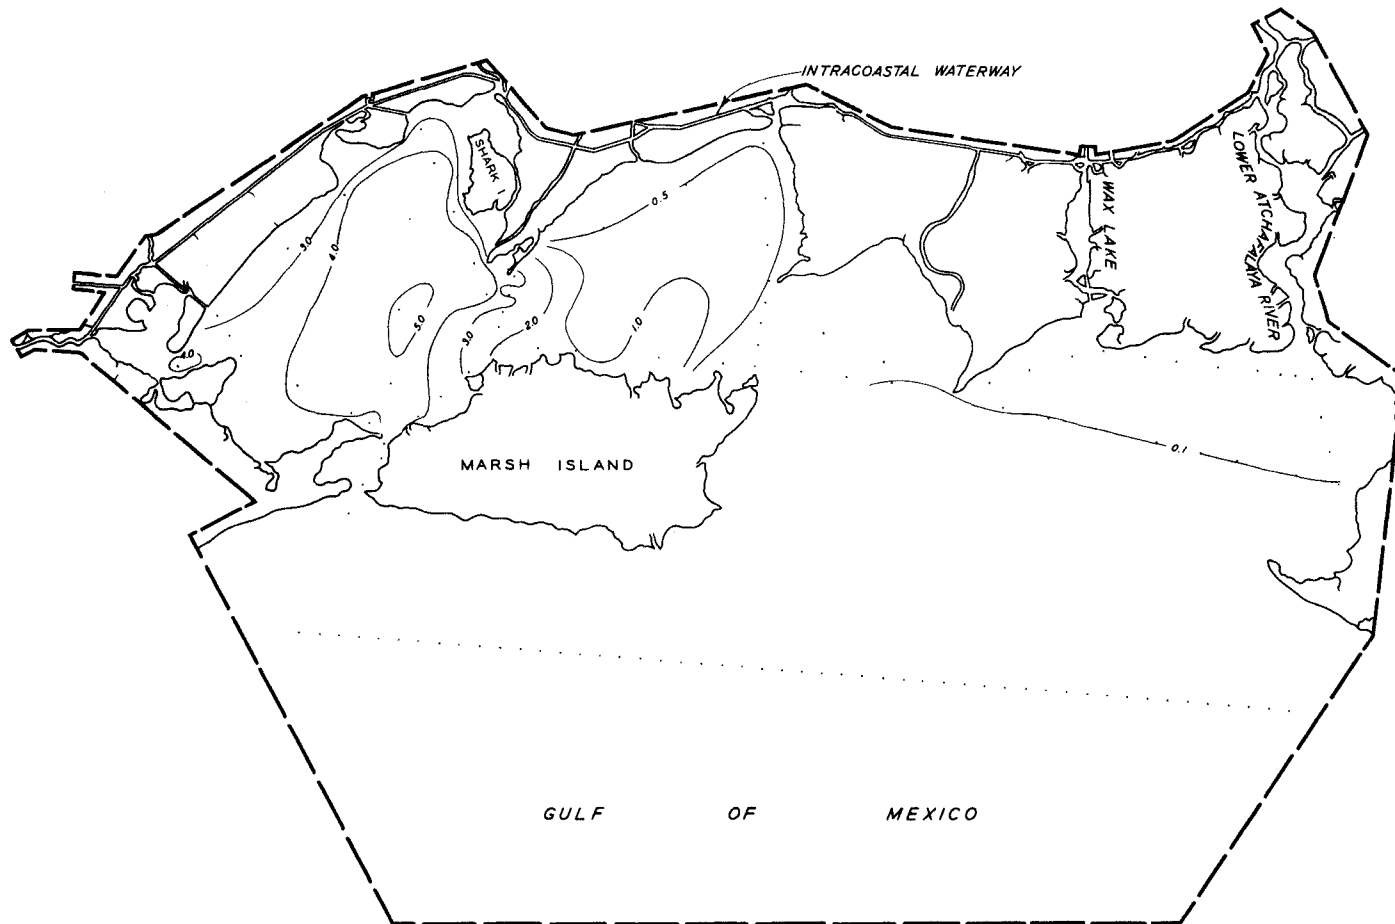 INTRACOASTAL WATERWAY
SHARK I
LOWER ATCHAFALAYA RIVER
WAX LAKE
0.5
3.0
4.0
5.0
1.0
2.0
3.0
4.0
MARSH ISLAND
0.1
GULF OF MEXICO